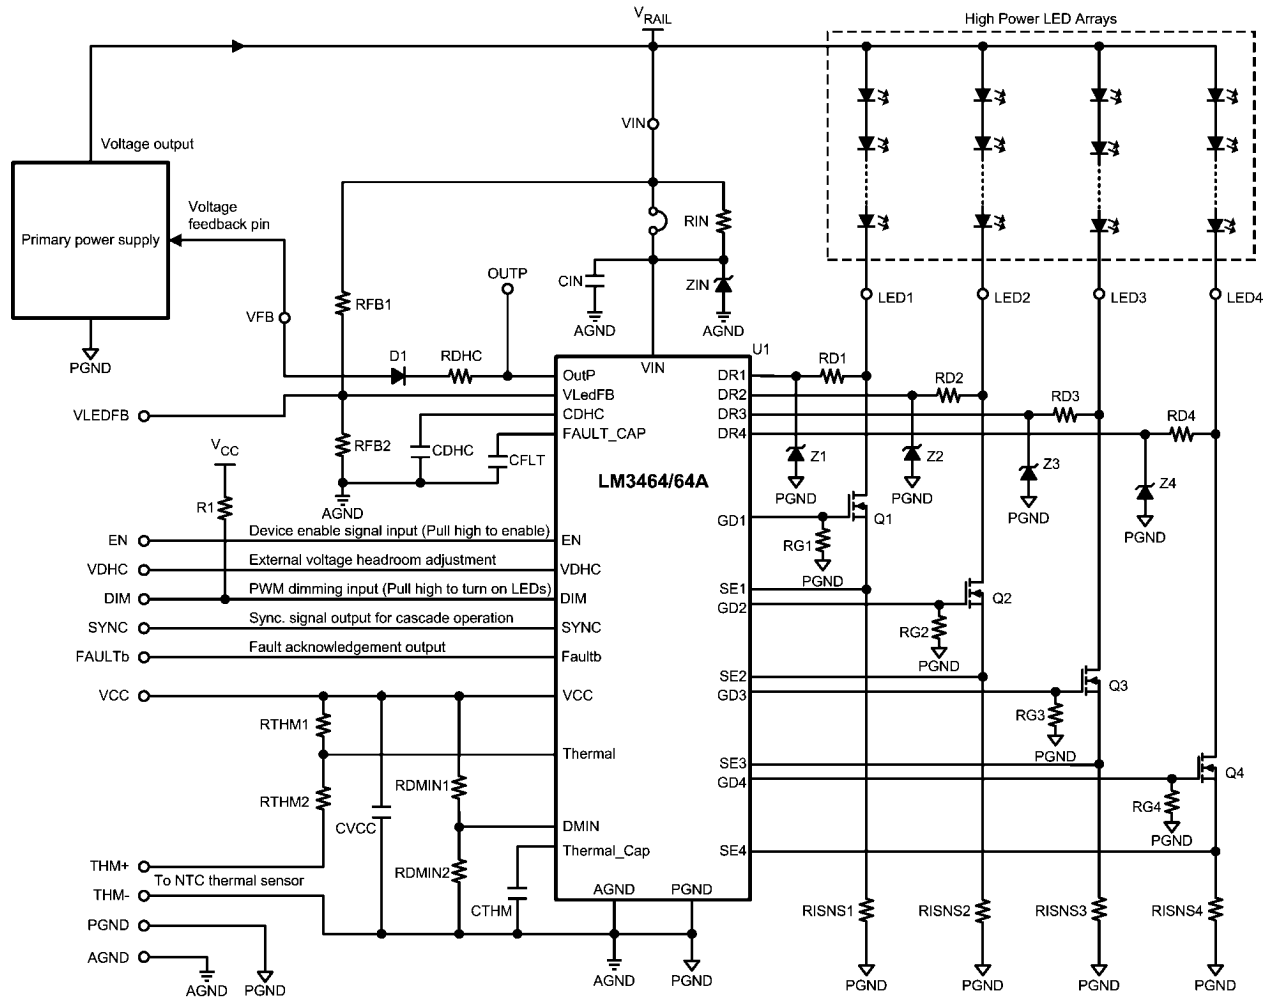 VRAIL
High Power LED Arrays
VIN
Voltage output
Voltage
feedback pin
Primary power supply
RIN
OUTP
CIN
ZIN
LED1
LED2
LED3
LED4
RFB1
VFB
AGND
AGND
PGND
D1
RDHC
U1
VIN
RD1
OutP
DR1
RD2
VLedFB
DR2
RD3
VLEDFB
CDHC
DR3
RD4
FAULT_CAP
DR4
VCC
RFB2
CDHC
CFLT
Z1
Z2
Z3
Z4
LM3464/64A
PGND
PGND
PGND
PGND
R1
AGND
GD1
Q1
Device enable signal input (Pull high to enable)
EN
EN
RG1
External voltage headroom adjustment
VDHC
VDHC
PGND
PWM dimming input (Pull high to turn on LEDs)
SE1
DIM
DIM
GD2
Q2
Sync. signal output for cascade operation
SYNC
SYNC
RG2
Fault acknowledgement output
FAULTb
Faultb
PGND
SE2
VCC
VCC
GD3
Q3
RTHM1
RG3
Thermal
PGND
SE3
GD4
Q4
RDMIN1
RTHM2
RG4
CVCC
DMIN
PGND
Thermal_Cap
SE4
THM+
To NTC thermal sensor
RDMIN2
THM-
AGND
PGND
CTHM
RISNS1
RISNS2
RISNS3
RISNS4
PGND
AGND
AGND
PGND
AGND
PGND
PGND
PGND
PGND
PGND